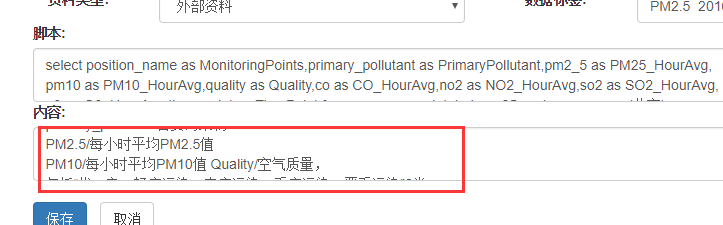 资料类型: 外部资料 数据标签: PM2.5 201
脚本:
select position_name as MonitoringPoints,primary_pollutant as PrimaryPollutant,pm2_5 as PM25_HourAvg,
pm10 as PM10_HourAvg,quality as Quality,co as CO_HourAvg,no2 as NO2_HourAvg,so2 as SO2_HourAvg,
内容:
PM2.5/每小时平均PM2.5值
PM10/每小时平均PM10值 Quality/空气质量，
保存 取消